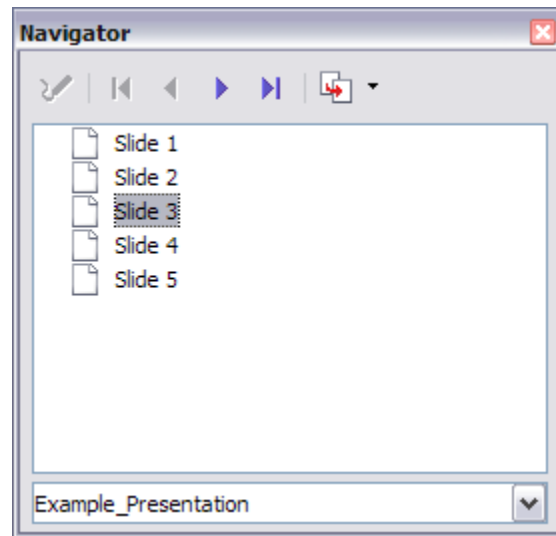 Navigator
Slide 1
Slide 2
Slide 3
Slide 4
Slide 5
Example_Presentation